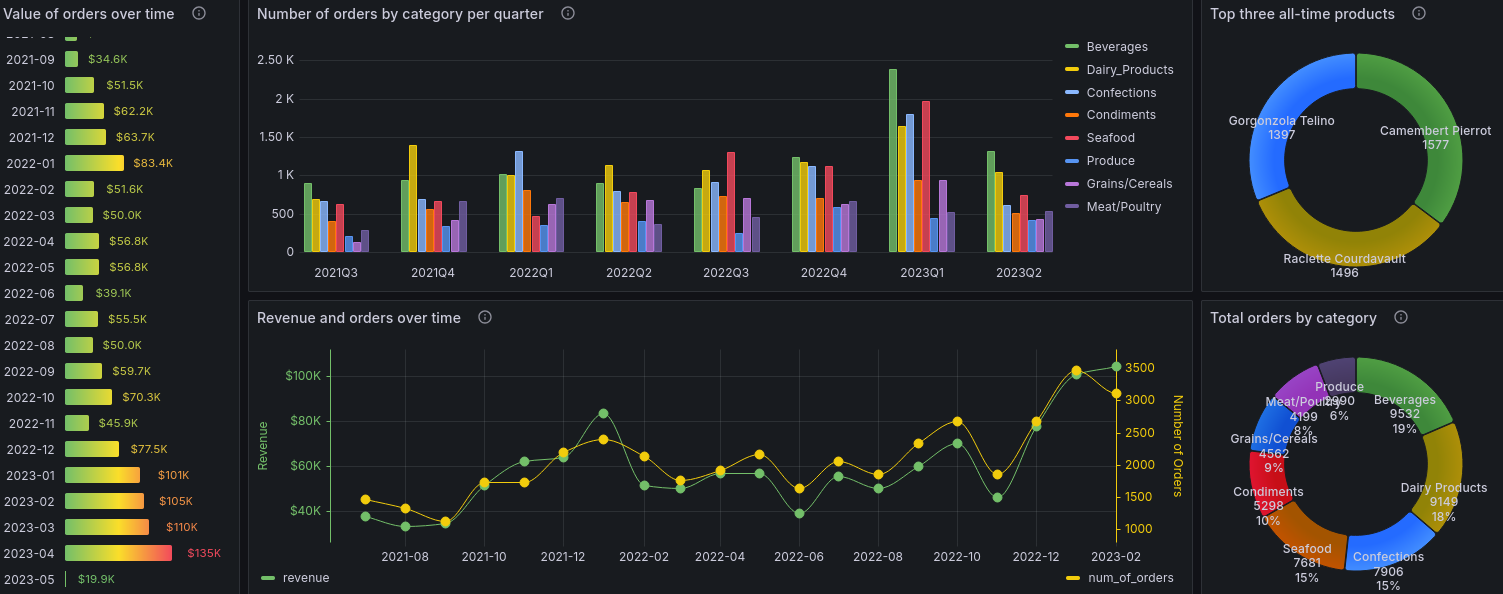 Value of orders over time
2021-09 $34.6K
2021-10 $51.5K
2021-11 $62.2K
2021-12 $63.7K
2022-01 $83.4K
2022-02 $51.6K
2022-03 $50.0K
2022-04 $56.8K
2022-05 $56.8K
2022-06 $39.1K
2022-07 $55.5K
2022-08 $50.0K
2022-09 $59.7K
2022-10 $70.3K
2022-11 $45.9K
2022-12 $77.5K
2023-01 $101K
2023-02 $105K
2023-03 $110K
2023-04 $135K
2023-05 $19.9K
Number of orders by category per quarter
2.50 K
2 K
1.50 K
1 K
500
0
2021Q3 2021Q4 2022Q1 2022Q2 2022Q3 2022Q4 2023Q1 2023Q2
Beverages
Dairy_Products
Confections
Condiments
Seafood
Produce
Grains/Cereals
Meat/Poultry
Top three all-time products
Gorgonzola Telino
1397
Camembert Pierrot
1577
Raclette Courdavault
1496
Revenue and orders over time
Revenue
$100K
$80K
$60K
$40K
3500
3000
2500
2000
1500
1000
Number of Orders
2021-08 2021-10 2021-12 2022-02 2022-04 2022-06 2022-08 2022-10 2022-12 2023-02
revenue
num_of_orders
Total orders by category
Produce
2990
6%
Beverages
9532
19%
Meat/Poultry
4199
8%
Grains/Cereals
4562
9%
Dairy Products
9149
18%
Condiments
5298
10%
Seafood
7681
15%
Confections
7906
15%